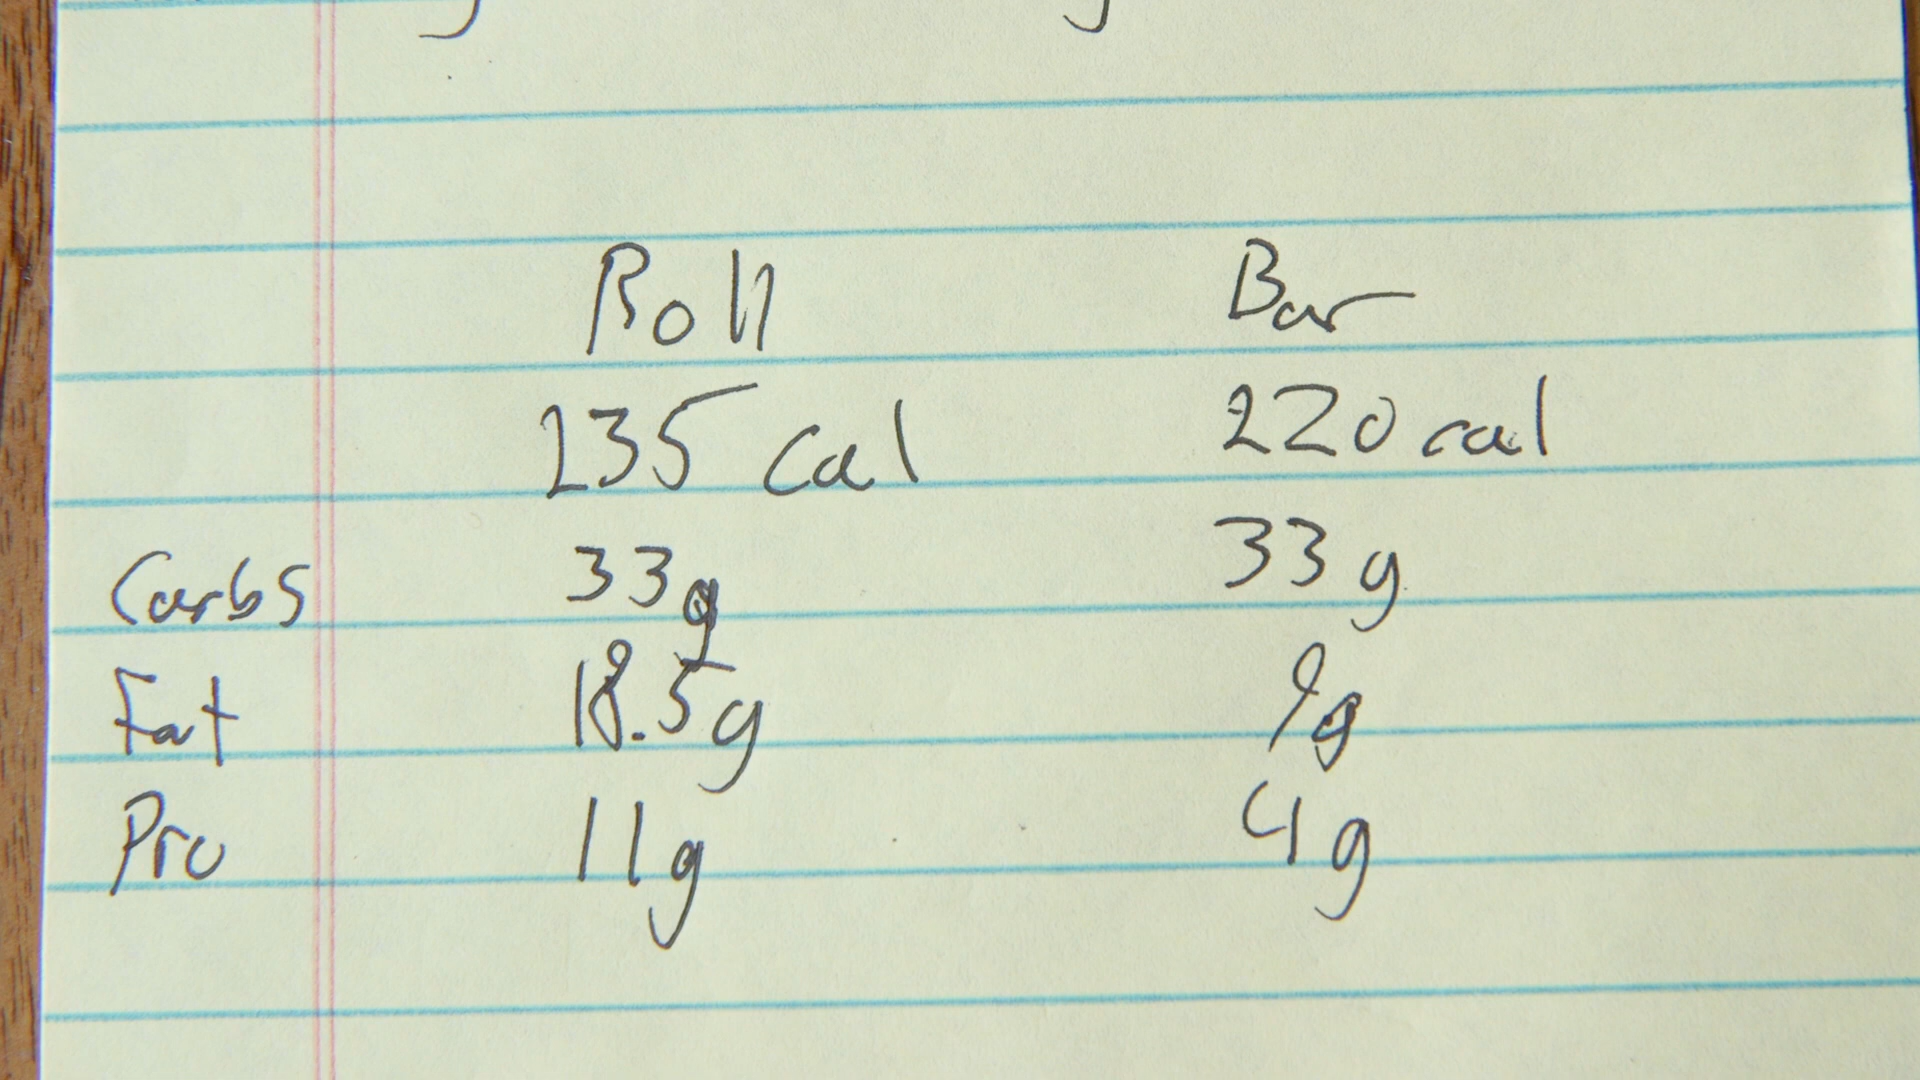 Roll Bar
235 Cal 220 cal
Carbs 33g 33g
Fat 18.5g 9g
Pro 11g 4g